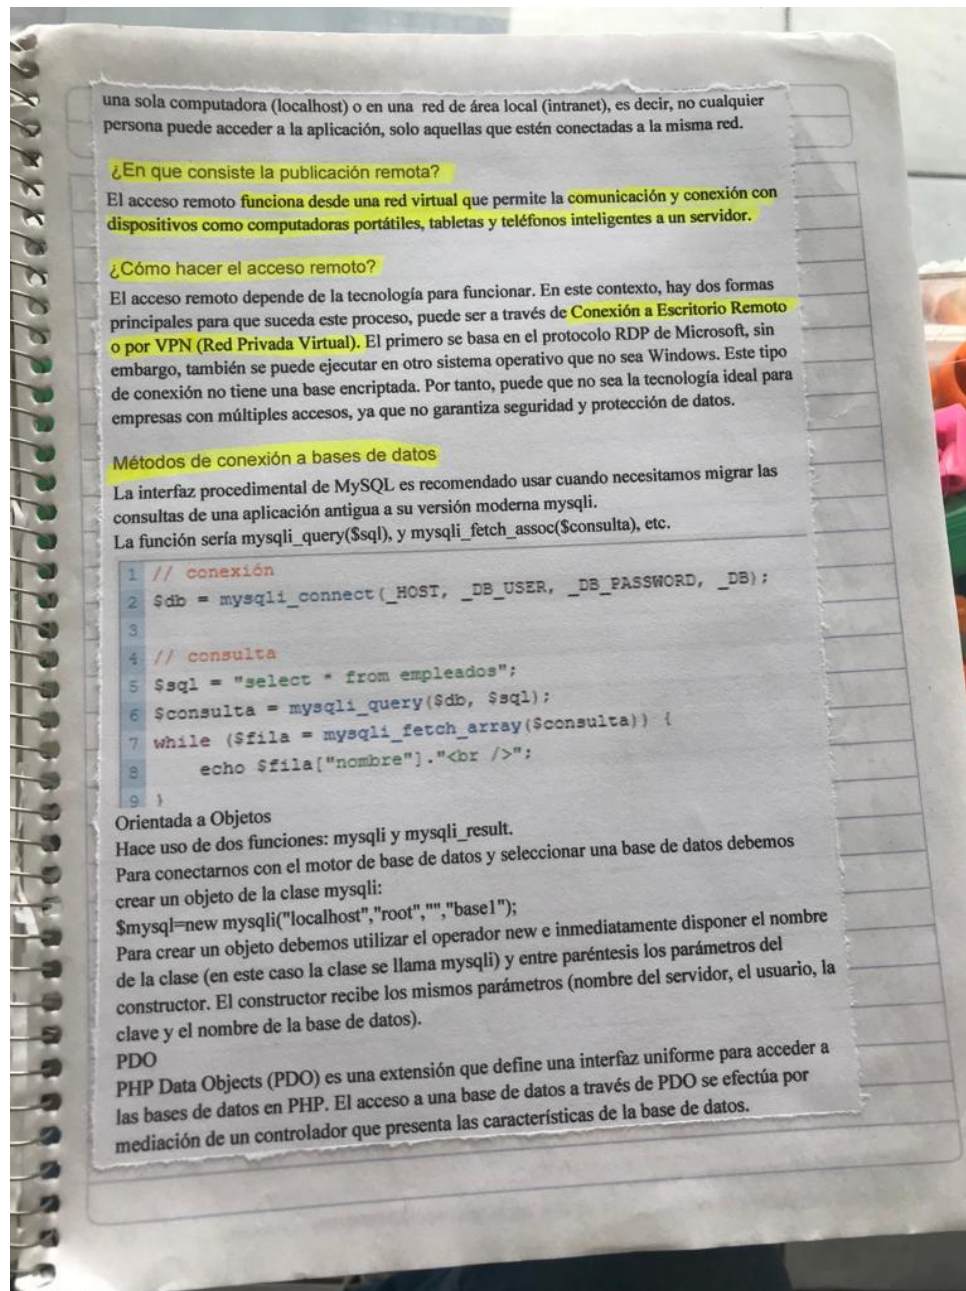 una sola computadora (localhost) o en una red de área local (intranet), es decir, no cualquier
persona puede acceder a la aplicación, solo aquellas que estén conectadas a la misma red.
¿En que consiste la publicación remota?
El acceso remoto funciona desde una red virtual que permite la comunicación y conexión con
dispositivos como computadoras portátiles, tabletas y teléfonos inteligentes a un servidor.
¿Cómo hacer el acceso remoto?
El acceso remoto depende de la tecnología para funcionar. En este contexto, hay dos formas
principales para que suceda este proceso, puede ser a través de Conexión a Escritorio Remoto
o por VPN (Red Privada Virtual). El primero se basa en el protocolo RDP de Microsoft, sin
embargo, también se puede ejecutar en otro sistema operativo que no sea Windows. Este tipo
de conexión no tiene una base encriptada. Por tanto, puede que no sea la tecnología ideal para
empresas con múltiples accesos, ya que no garantiza seguridad y protección de datos.
Métodos de conexión a bases de datos
La interfaz procedimental de MySQL es recomendado usar cuando necesitamos migrar las
consultas de una aplicación antigua a su versión moderna mysqli.
La función sería mysqli_query($sql), y mysqli_fetch_assoc($consulta), etc.
1 // conexión
2 $db = mysqli_connect(_HOST, _DB_USER, _DB_PASSWORD, _DB);
3
4 // consulta
5 $sql = "select * from empleados";
6 $consulta = mysqli_query($db, $sql);
7 while ($fila = mysqli_fetch_array($consulta)) {
8 echo $fila["nombre"]."<br />";
9 }
Orientada a Objetos
Hace uso de dos funciones: mysqli y mysqli_result.
Para conectarnos con el motor de base de datos y seleccionar una base de datos debemos
crear un objeto de la clase mysqli:
$mysql=new mysqli("localhost","root","","base1");
Para crear un objeto debemos utilizar el operador new e inmediatamente disponer el nombre
de la clase (en este caso la clase se llama mysqli) y entre paréntesis los parámetros del
constructor. El constructor recibe los mismos parámetros (nombre del servidor, el usuario, la
clave y el nombre de la base de datos).
PDO
PHP Data Objects (PDO) es una extensión que define una interfaz uniforme para acceder a
las bases de datos en PHP. El acceso a una base de datos a través de PDO se efectúa por
mediación de un controlador que presenta las características de la base de datos.